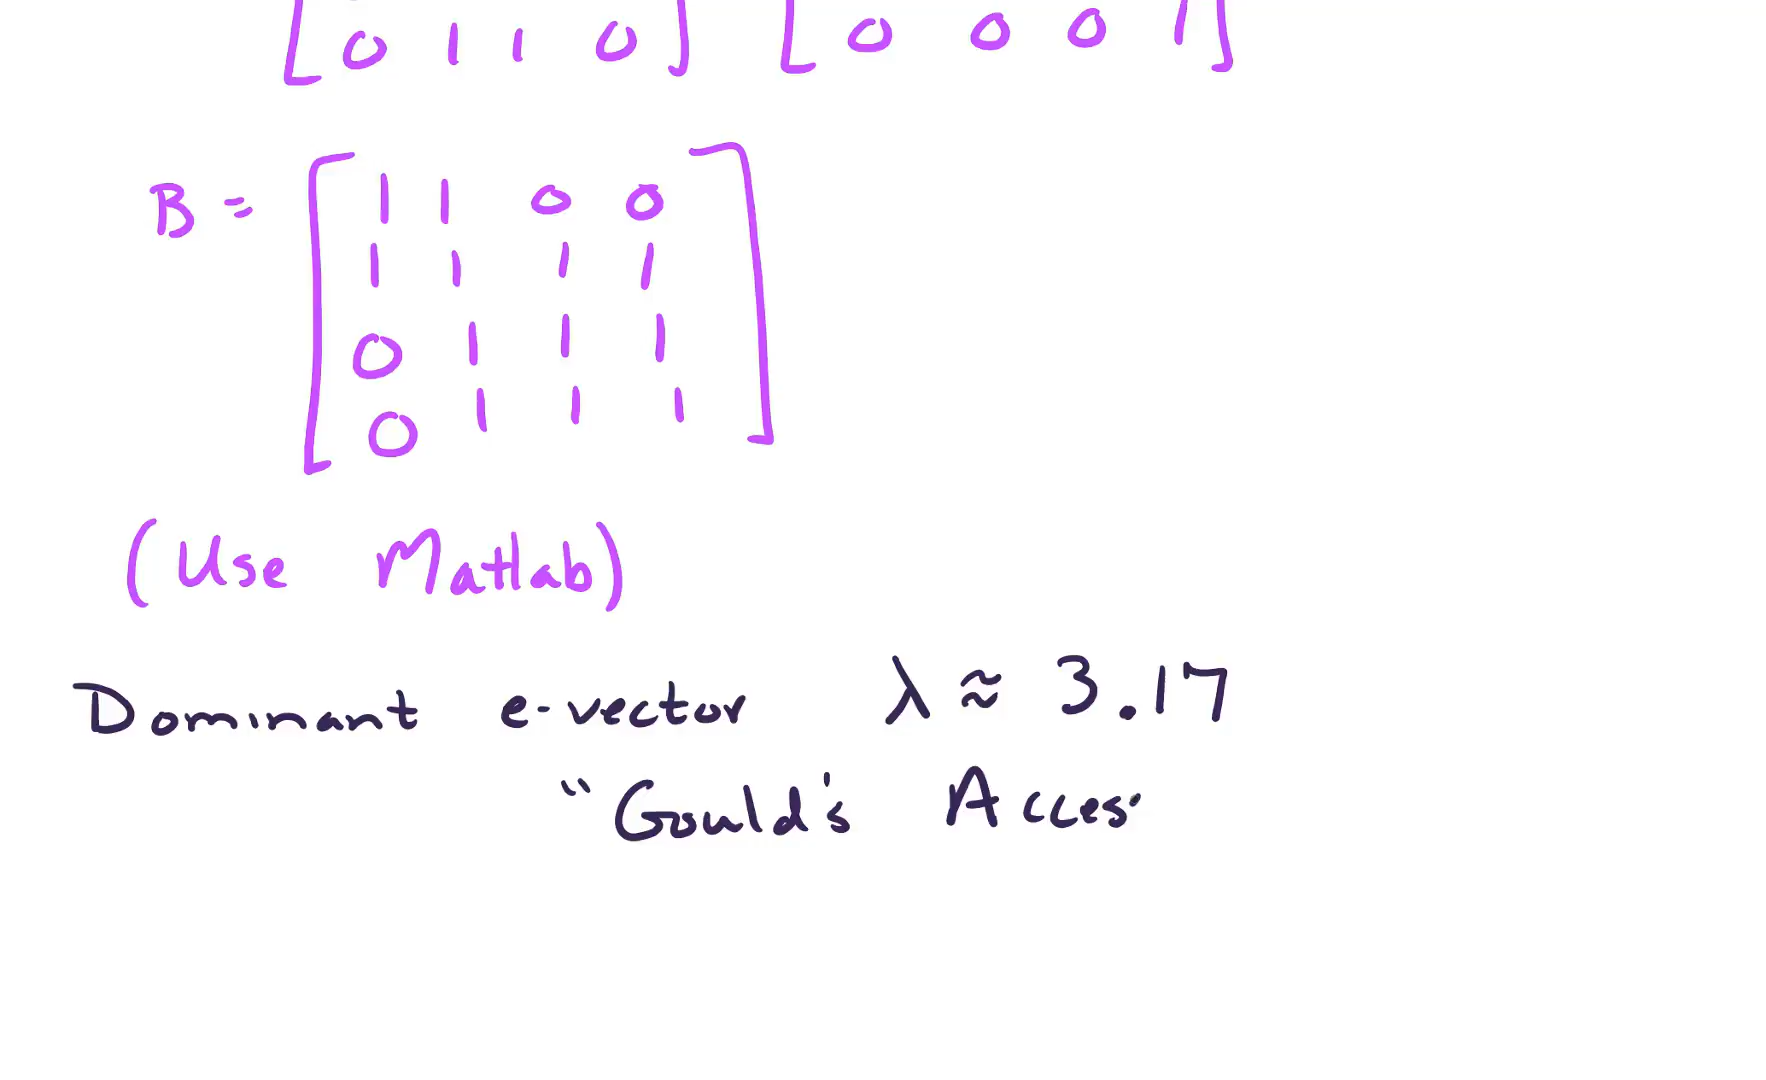 [ 0 1 1 0 ] [ 0 0 0 1 ]
B = [ 1 1 0 0
1 1 1 1
0 1 1 1
0 1 1 1 ]
(Use Matlab)
Dominant e-vector λ ≈ 3.17
"Gould's Acces